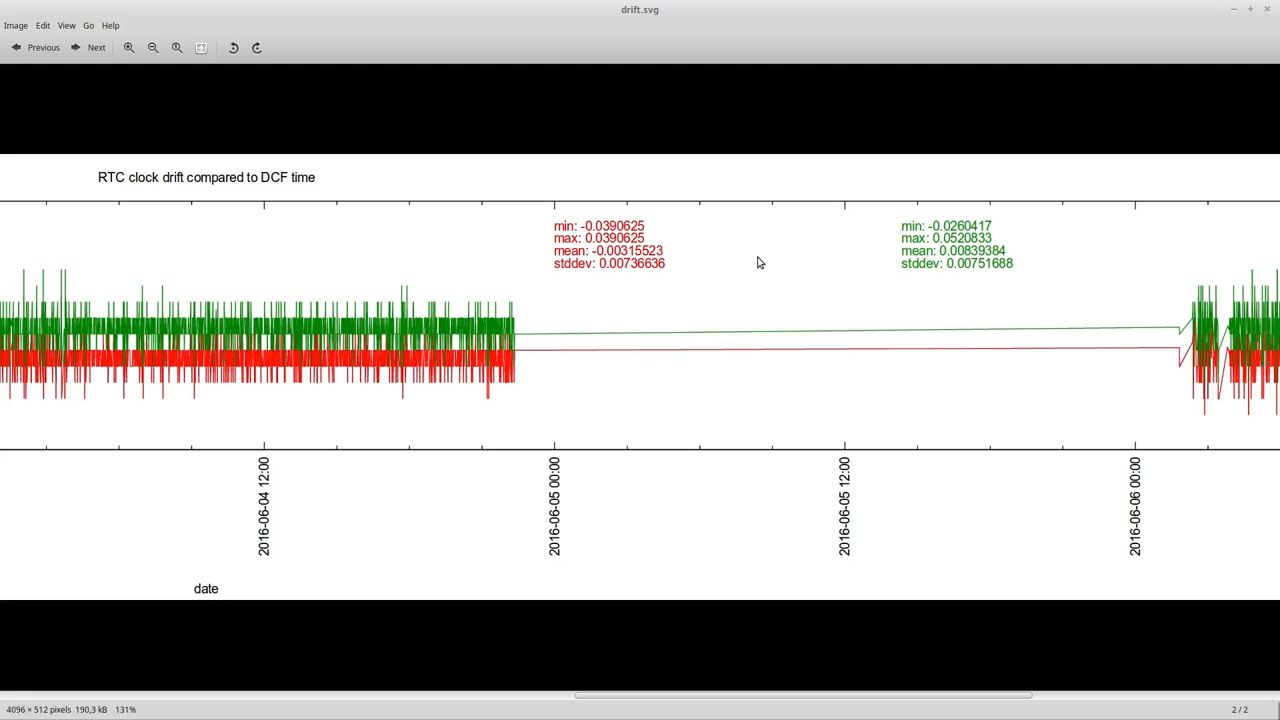 drift.svg
Image Edit View Go Help
Previous Next
RTC clock drift compared to DCF time
min: -0.0390625
max: 0.0390625
mean: -0.00315523
stddev: 0.00736636
min: -0.0260417
max: 0.0520833
mean: 0.00839384
stddev: 0.00751688
2016-06-04 12:00
2016-06-05 00:00
2016-06-05 12:00
2016-06-06 00:00
date
4096 × 512 pixels 190,3 kB 131%
2 / 2